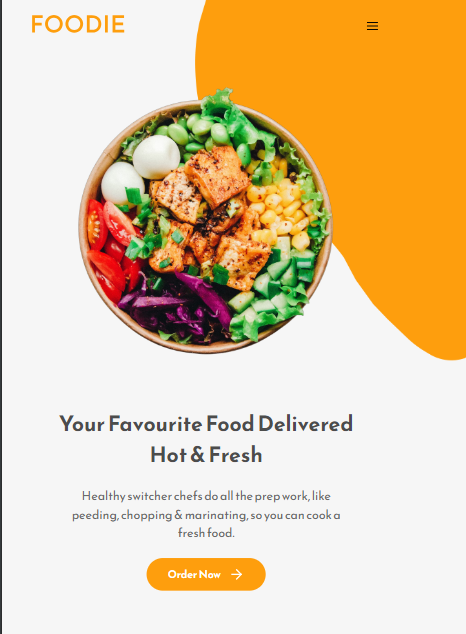 FOODIE
Your Favourite Food Delivered
Hot & Fresh
Healthy switcher chefs do all the prep work, like
peeding, chopping & marinating, so you can cook a
fresh food.
Order Now